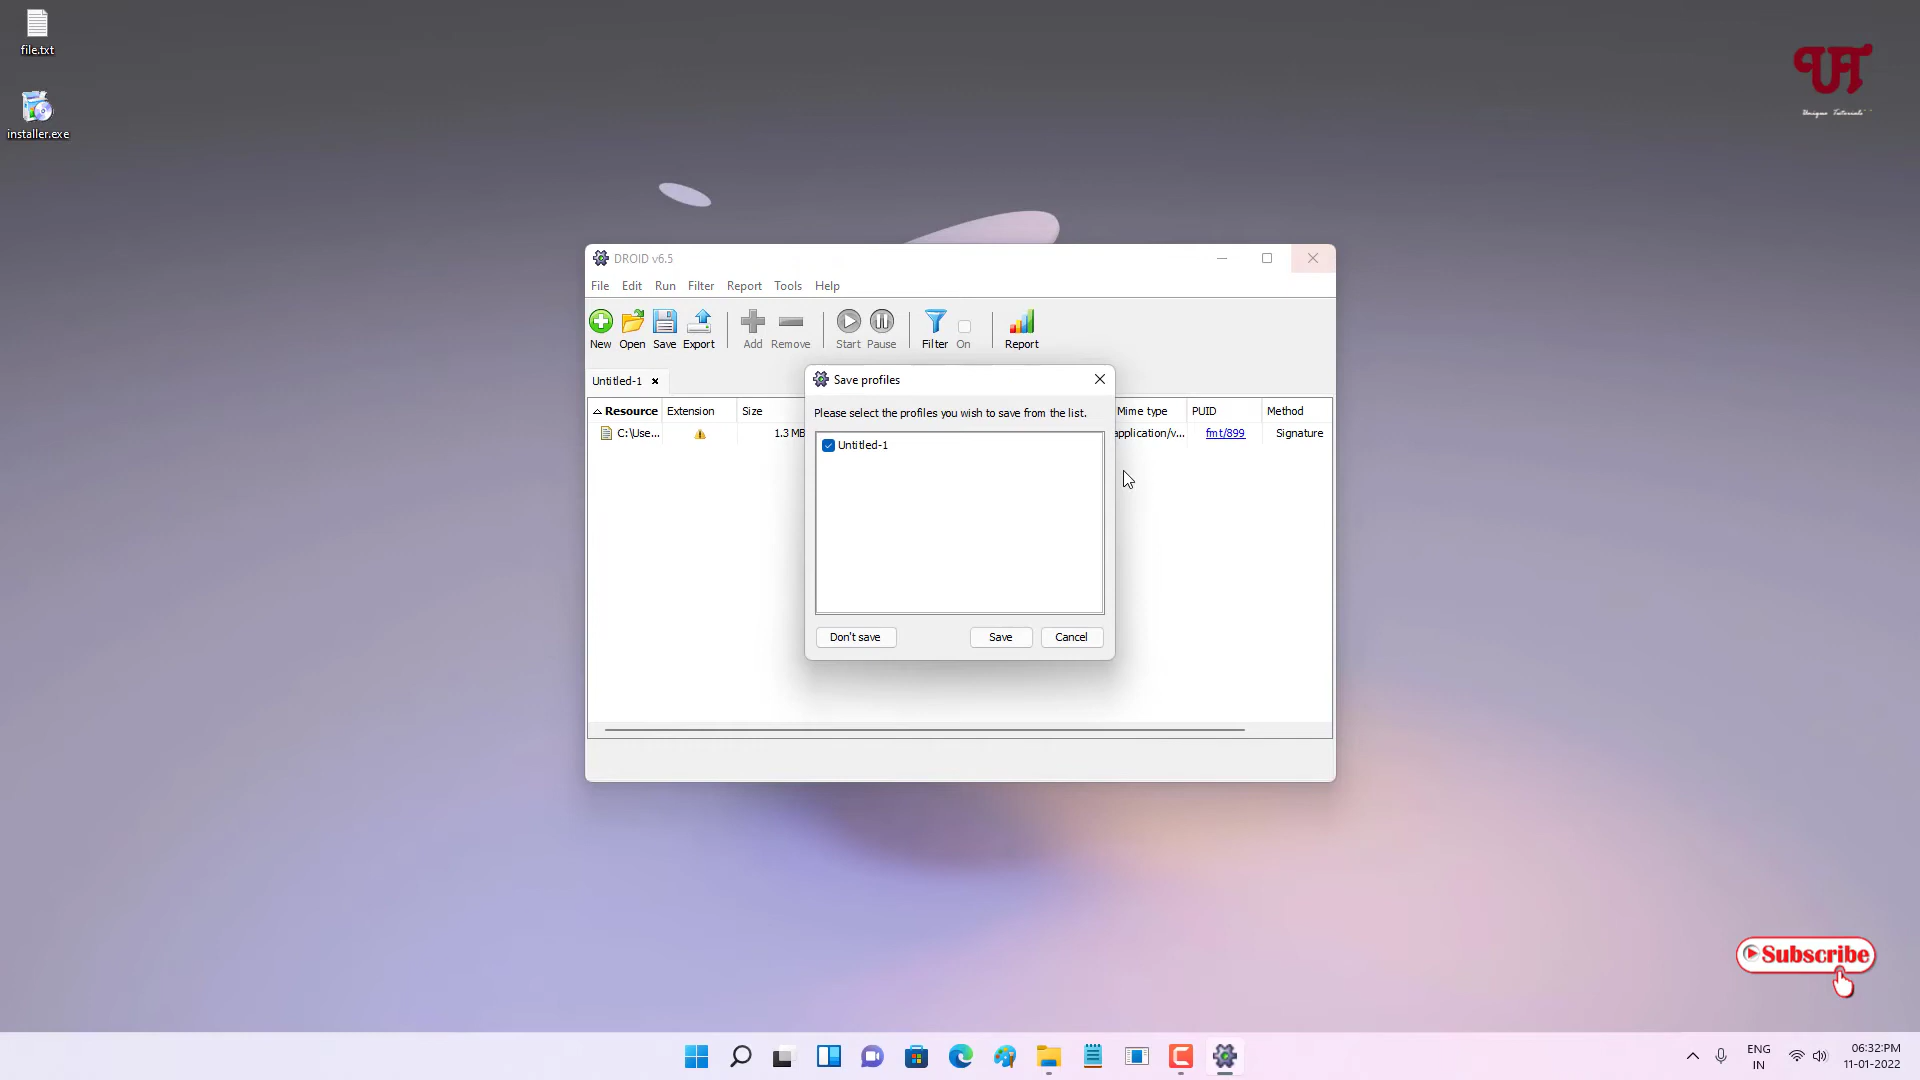 file.txt
installer.exe
UT
Unique Tutorials
DROID v6.5
File Edit Run Filter Report Tools Help
New Open Save Export Add Remove Start Pause Filter On Report
Untitled-1
Resource Extension Size Mime type PUID Method
C:\Use... 1.3 MB application/v... fmt/899 Signature
Save profiles
Please select the profiles you wish to save from the list.
Untitled-1
Don't save Save Cancel
Subscribe
ENG
IN
06:32:PM
11-01-2022